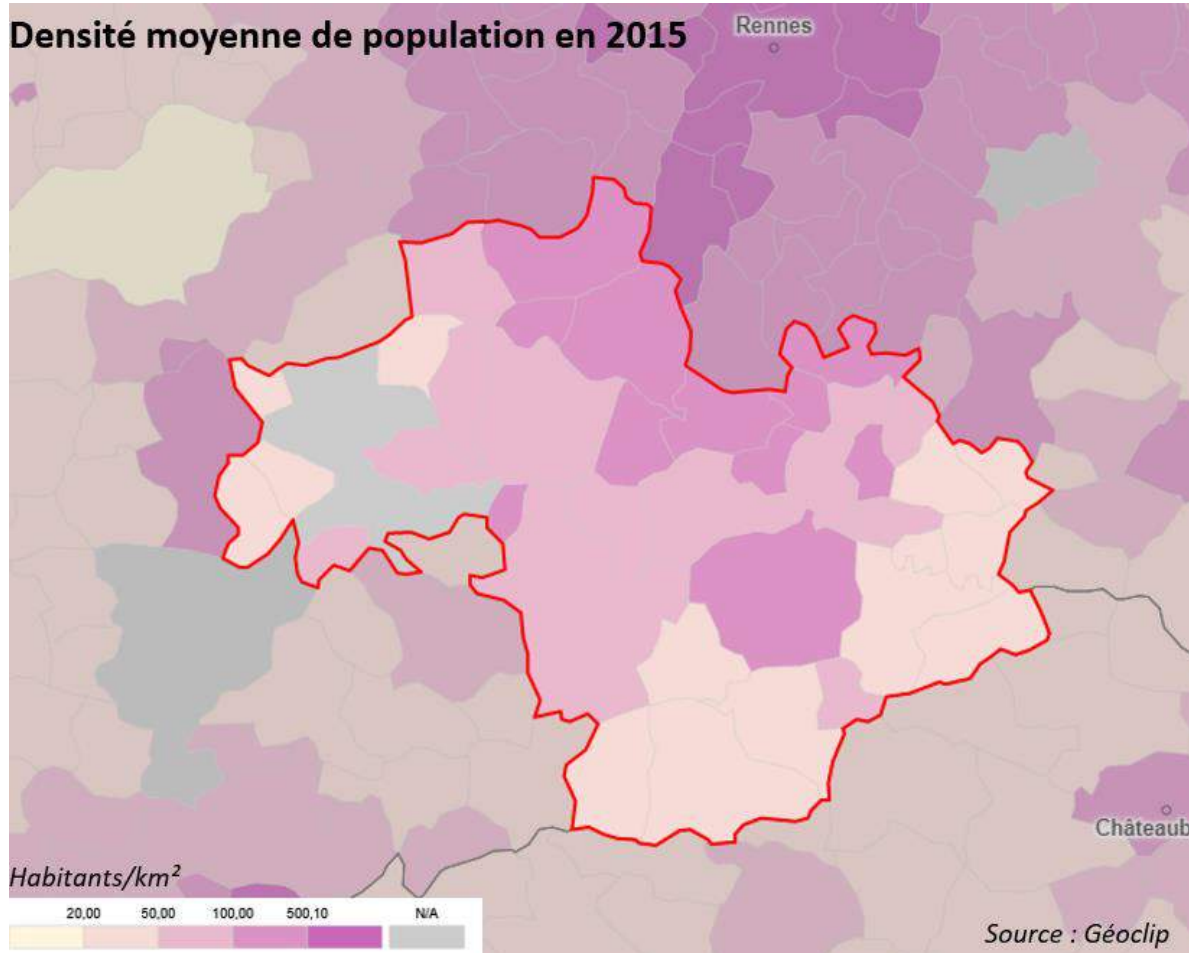 Densité moyenne de population en 2015
Rennes
Châteaub
Habitants/km²
20,00 50,00 100,00 500,10 N/A
Source : Géoclip